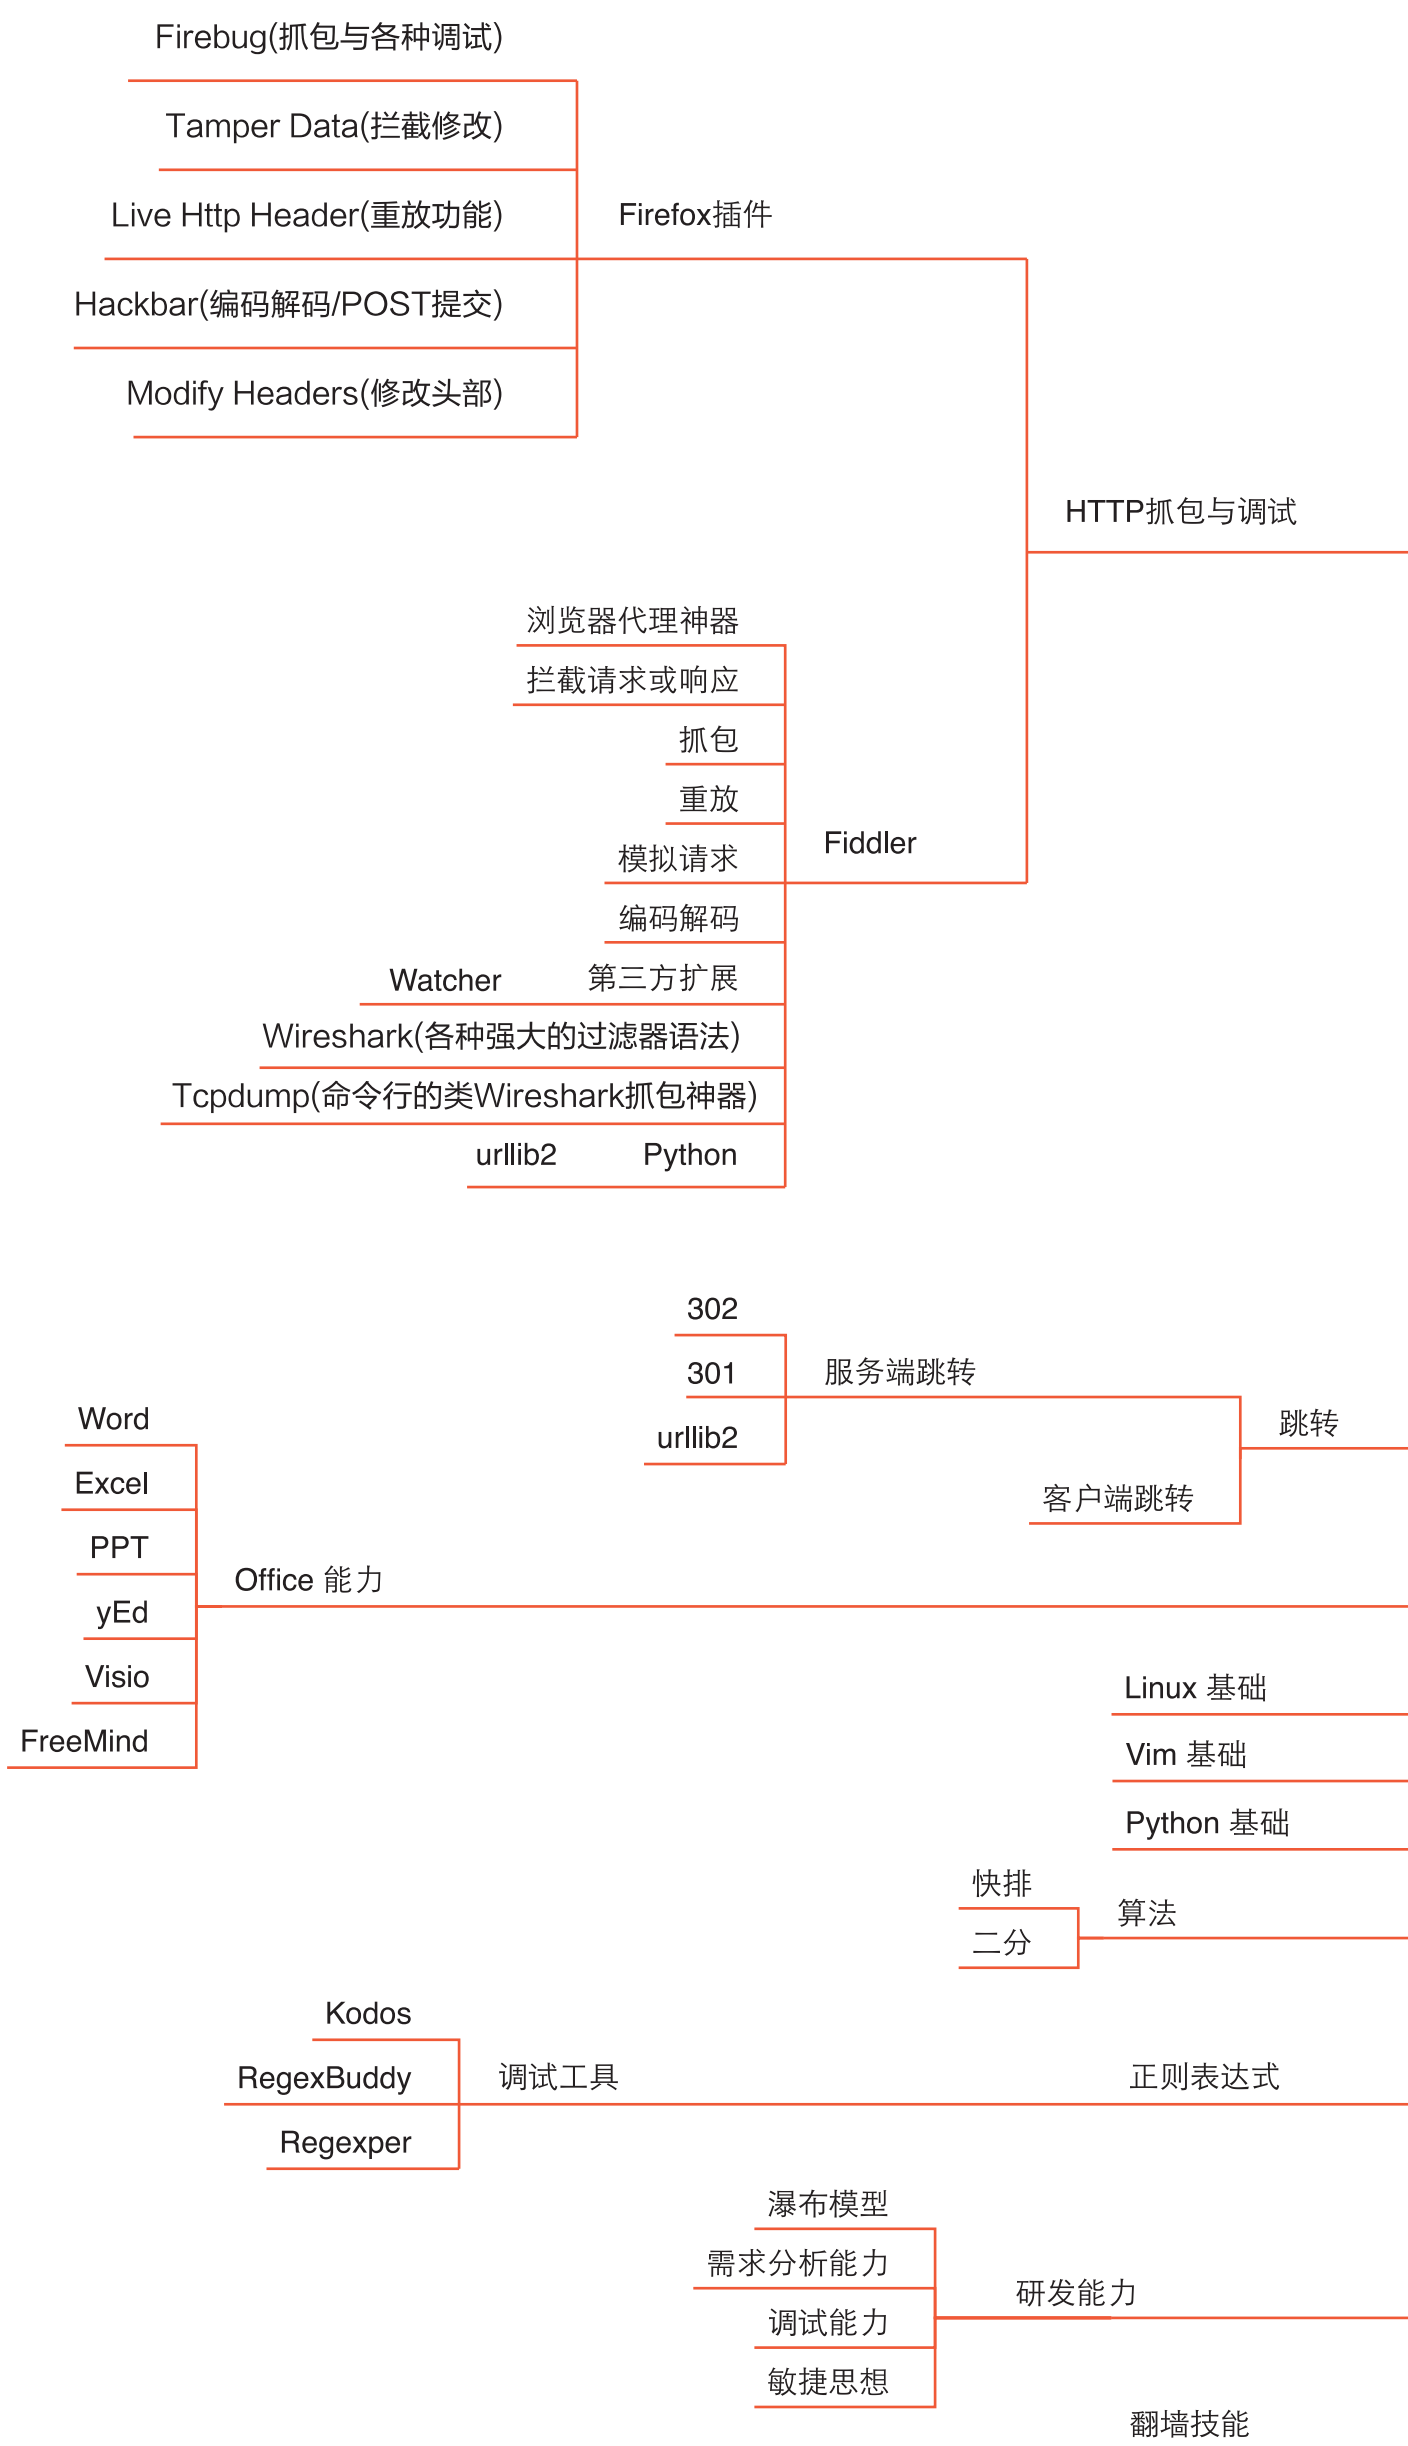 Firebug(抓包与各种调试)
Tamper Data(拦截修改)
Live Http Header(重放功能)
Firefox插件
Hackbar(编码解码/POST提交)
Modify Headers(修改头部)
HTTP抓包与调试
浏览器代理神器
拦截请求或响应
抓包
重放
Fiddler
模拟请求
编码解码
Watcher 第三方扩展
Wireshark(各种强大的过滤器语法)
Tcpdump(命令行的类Wireshark抓包神器)
urllib2 Python
302
301
服务端跳转
urllib2
跳转
客户端跳转
Word
Excel
PPT
Office 能力
yEd
Visio
FreeMind
Linux 基础
Vim 基础
Python 基础
快排
算法
二分
Kodos
RegexBuddy
调试工具
正则表达式
Regexper
瀑布模型
需求分析能力
研发能力
调试能力
敏捷思想
翻墙技能